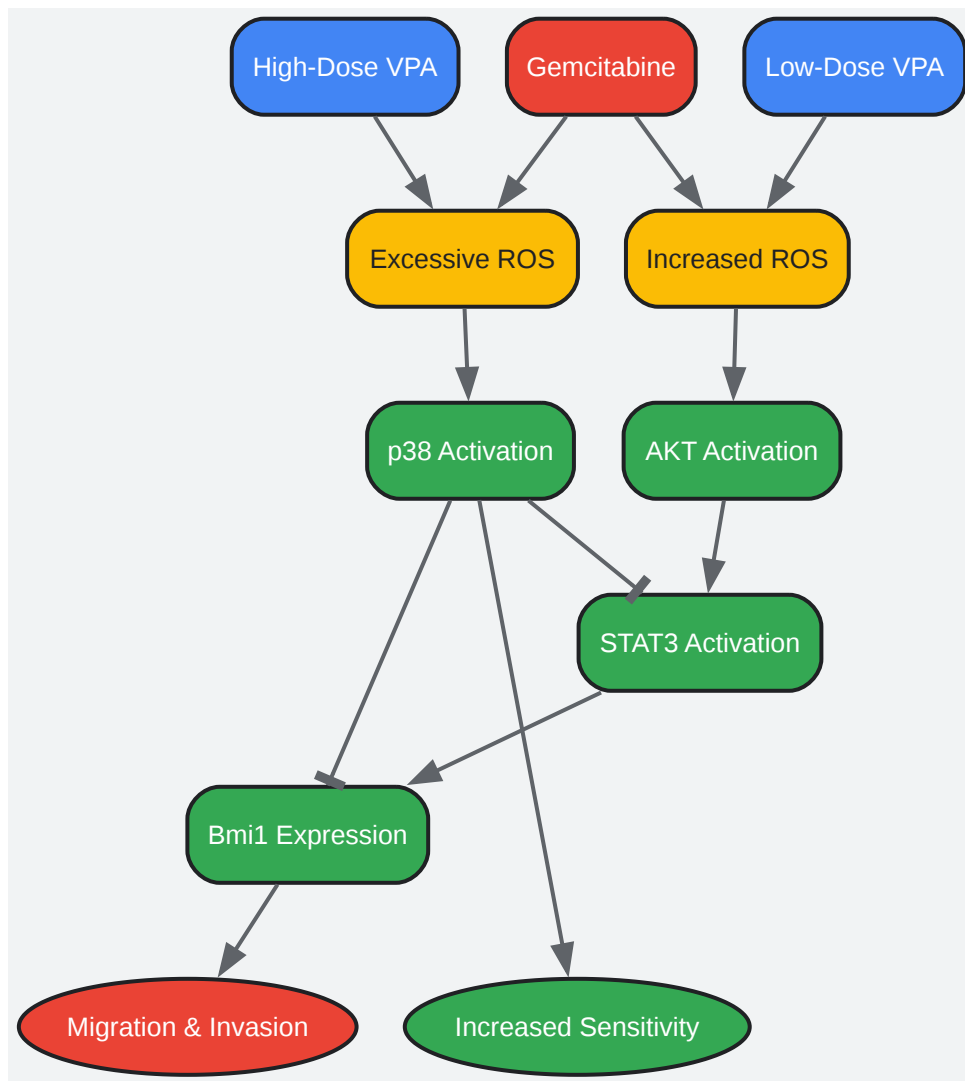 High-Dose VPA
Gemcitabine
Low-Dose VPA
Excessive ROS
Increased ROS
p38 Activation
AKT Activation
STAT3 Activation
Bmi1 Expression
Migration & Invasion
Increased Sensitivity